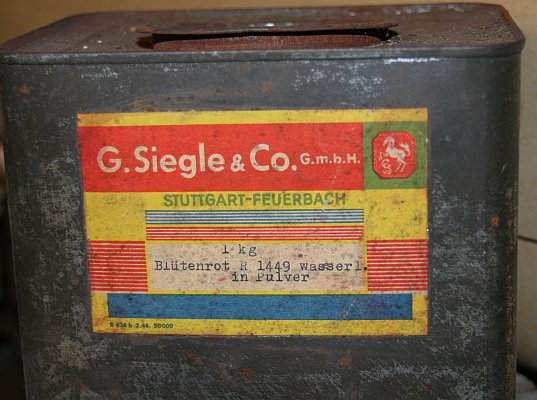 G. Siegle & Co. G.m.b.H.
STUTTGART-FEUERBACH
1 kg
Blütenrot R 1449 wasserl.
in Pulver